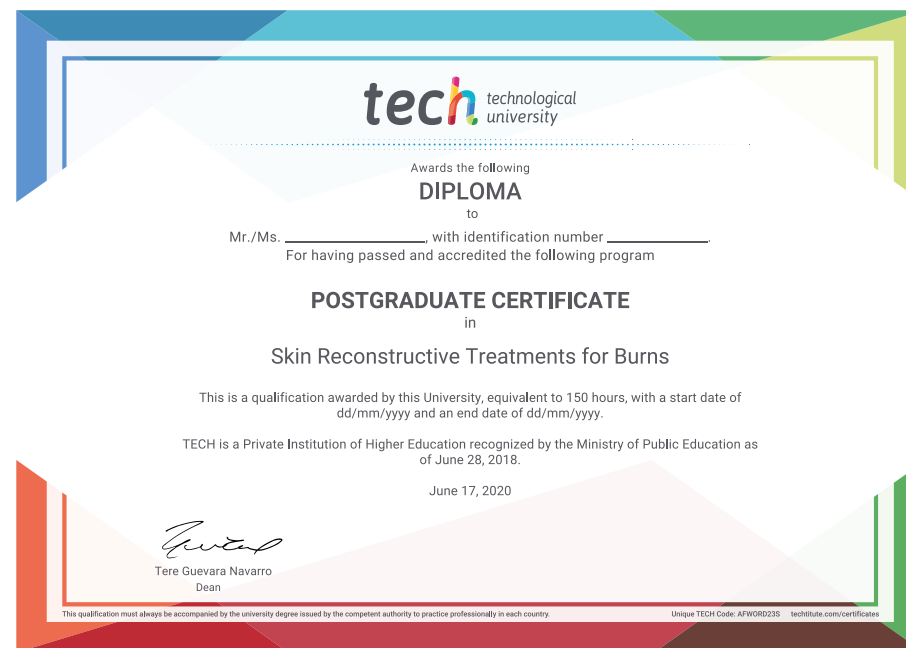 tech technological
university
Awards the following
DIPLOMA
to
Mr./Ms. ____________, with identification number ____________.
For having passed and accredited the following program
POSTGRADUATE CERTIFICATE
in
Skin Reconstructive Treatments for Burns
This is a qualification awarded by this University, equivalent to 150 hours, with a start date of
dd/mm/yyyy and an end date of dd/mm/yyyy.
TECH is a Private Institution of Higher Education recognized by the Ministry of Public Education as
of June 28, 2018.
June 17, 2020
Tere Guevara Navarro
Dean
This qualification must always be accompanied by the university degree issued by the competent authority to practice professionally in each country.
Unique TECH Code: AFWORD23S techtitute.com/certificates